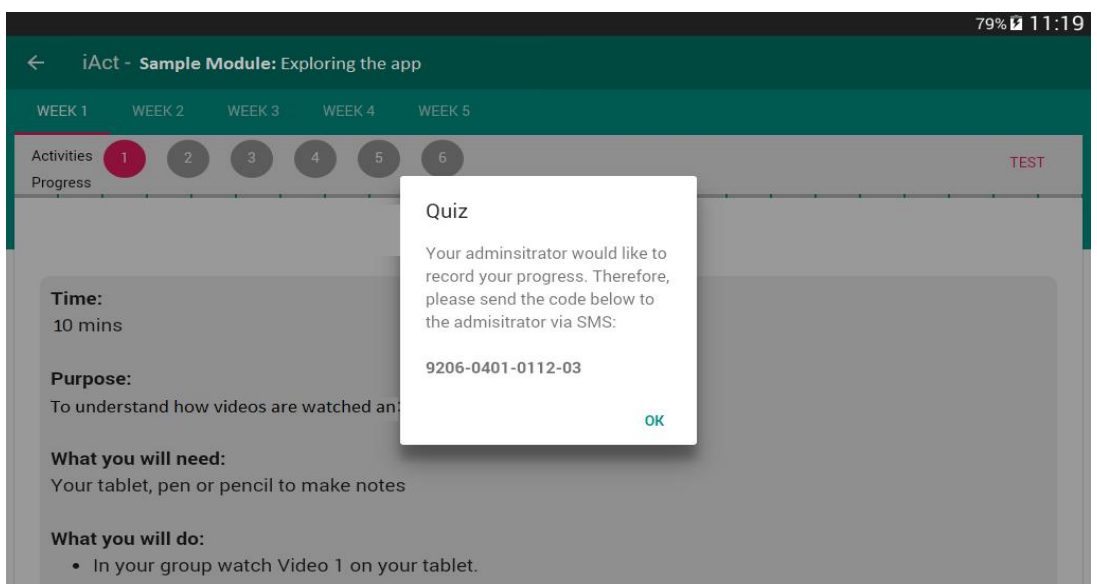 79% 11:19
← iAct - Sample Module: Exploring the app
WEEK 1 WEEK 2 WEEK 3 WEEK 4 WEEK 5
Activities 1 2 3 4 5 6 TEST
Progress
Quiz
Your adminsitrator would like to
record your progress. Therefore,
please send the code below to
the admisitrator via SMS:
9206-0401-0112-03
OK
Time:
10 mins
Purpose:
To understand how videos are watched an
What you will need:
Your tablet, pen or pencil to make notes
What you will do:
• In your group watch Video 1 on your tablet.